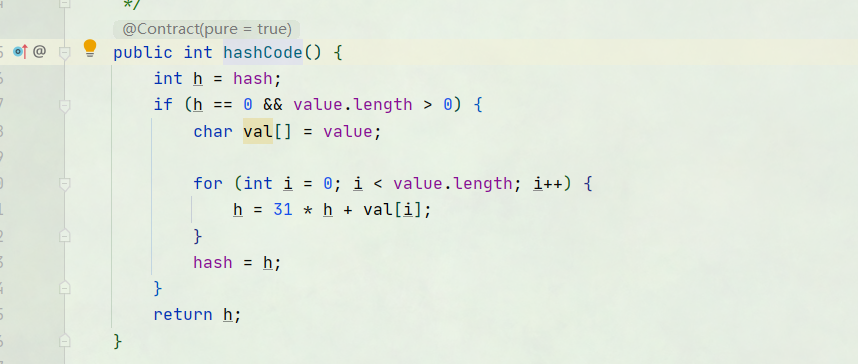 */
@Contract(pure = true)
public int hashCode() {
int h = hash;
if (h == 0 && value.length > 0) {
char val[] = value;
for (int i = 0; i < value.length; i++) {
h = 31 * h + val[i];
}
hash = h;
}
return h;
}